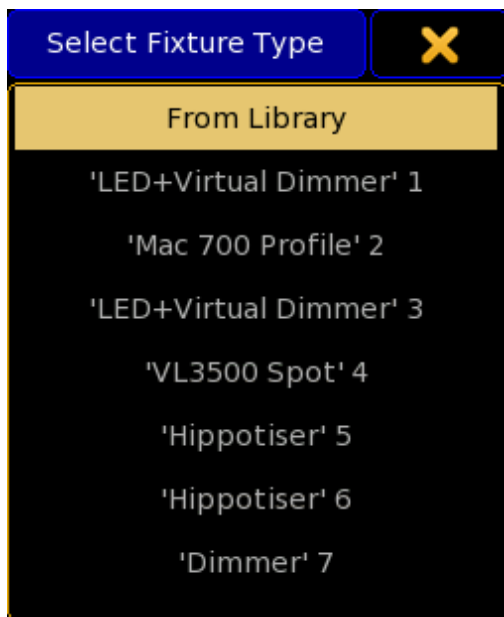 Select Fixture Type
From Library
'LED+Virtual Dimmer' 1
'Mac 700 Profile' 2
'LED+Virtual Dimmer' 3
'VL3500 Spot' 4
'Hippotiser' 5
'Hippotiser' 6
'Dimmer' 7